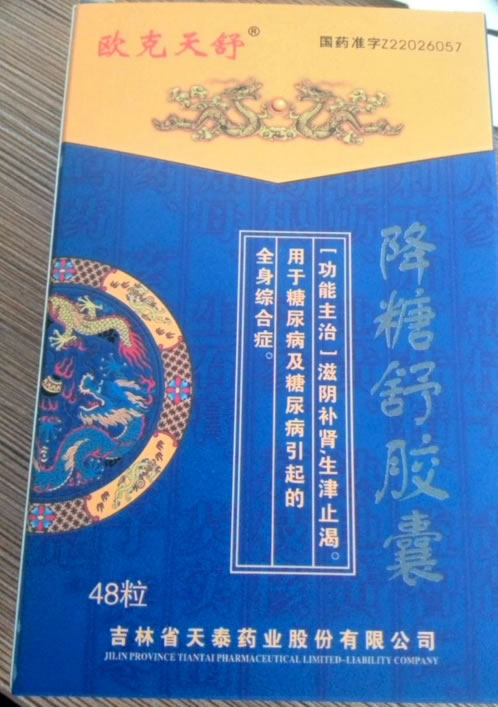 欧克天舒®
国药准字Z22026057
降糖舒胶囊
[功能主治]滋阴补肾,生津止渴。
用于糖尿病及糖尿病引起的
全身综合症。
48粒
吉林省天泰药业股份有限公司
JILIN PROVINCE TIANTAI PHARMACEUTICAL LIMITED-LIABILITY COMPANY